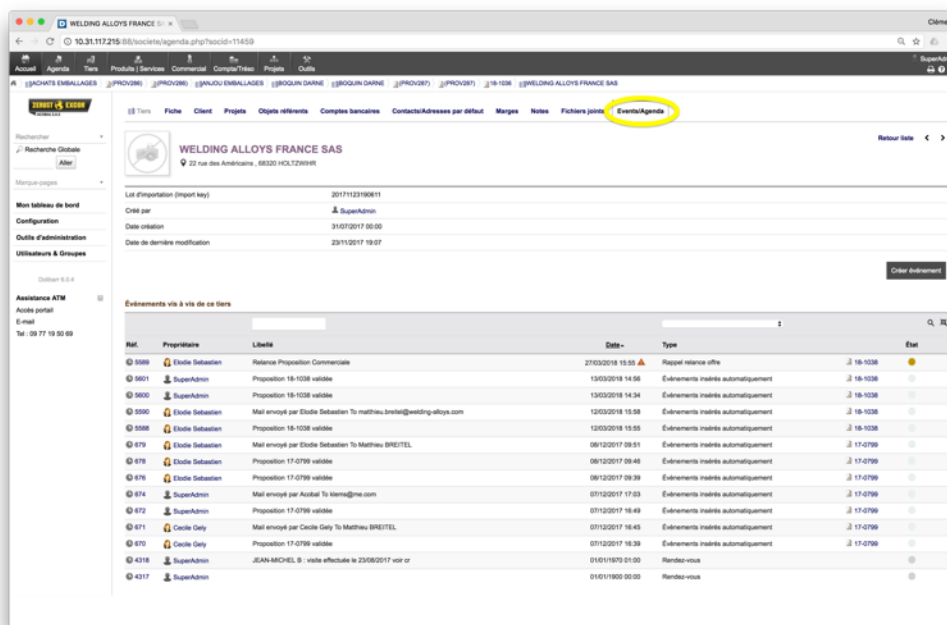 WELDING ALLOYS FRANCE SA
Cléme
10.31.117.215:88/societe/agenda.php?socid=11459
Accueil Agenda Tiers Produits | Services Commercial Compta/Tréso Projets Outils
SuperAd
ACHATS EMBALLAGES (PROV286) (PROV286) ANJOU EMBALLAGES BOQUIN DARNE BOQUIN DARNE (PROV287) (PROV287) 18-1038 WELDING ALLOYS FRANCE SAS
ZERUST EXCOR
Tiers Fiche Client Projets Objets référents Comptes bancaires Contacts/Adresses par défaut Marges Notes Fichiers joints Events/Agenda
Rechercher
Recherche Globale
Aller
Marque-pages
Mon tableau de bord
Configuration
Outils d'administration
Utilisateurs & Groupes
Dolibarr 6.0.4
Assistance ATM
Accès portail
E-mail
Tel : 09 77 19 50 69
Retour liste < >
WELDING ALLOYS FRANCE SAS
22 rue des Américains , 68320 HOLTZWIHR
Lot d'importation (import key) 20171123190611
Créé par SuperAdmin
Date création 31/07/2017 00:00
Date de dernière modification 23/11/2017 19:07
Créer événement
Événements vis à vis de ce tiers
Réf. Propriétaire Libellé Date Type État
5589 Elodie Sebastien Relance Proposition Commerciale 27/03/2018 15:55 Rappel relance offre 18-1038
5601 SuperAdmin Proposition 18-1038 validée 13/03/2018 14:56 Événements insérés automatiquement 18-1038
5600 SuperAdmin Proposition 18-1038 validée 13/03/2018 14:34 Événements insérés automatiquement 18-1038
5590 Elodie Sebastien Mail envoyé par Elodie Sebastien To matthieu.breitel@welding-alloys.com 12/03/2018 15:58 Événements insérés automatiquement 18-1038
5588 Elodie Sebastien Proposition 18-1038 validée 12/03/2018 15:55 Événements insérés automatiquement 18-1038
679 Elodie Sebastien Mail envoyé par Elodie Sebastien To Matthieu BREITEL 08/12/2017 09:51 Événements insérés automatiquement 17-0799
678 Elodie Sebastien Proposition 17-0799 validée 08/12/2017 09:46 Événements insérés automatiquement 17-0799
676 Elodie Sebastien Proposition 17-0799 validée 08/12/2017 09:39 Événements insérés automatiquement 17-0799
674 SuperAdmin Mail envoyé par Acobal To klems@me.com 07/12/2017 17:03 Événements insérés automatiquement 17-0799
672 SuperAdmin Proposition 17-0799 validée 07/12/2017 16:49 Événements insérés automatiquement 17-0799
671 Cecile Gely Mail envoyé par Cecile Gely To Matthieu BREITEL 07/12/2017 16:45 Événements insérés automatiquement 17-0799
670 Cecile Gely Proposition 17-0799 validée 07/12/2017 16:39 Événements insérés automatiquement 17-0799
4318 SuperAdmin JEAN-MICHEL B : visite effectuée le 23/08/2017 voir cr 01/01/1970 01:00 Rendez-vous
4317 SuperAdmin 01/01/1900 00:00 Rendez-vous